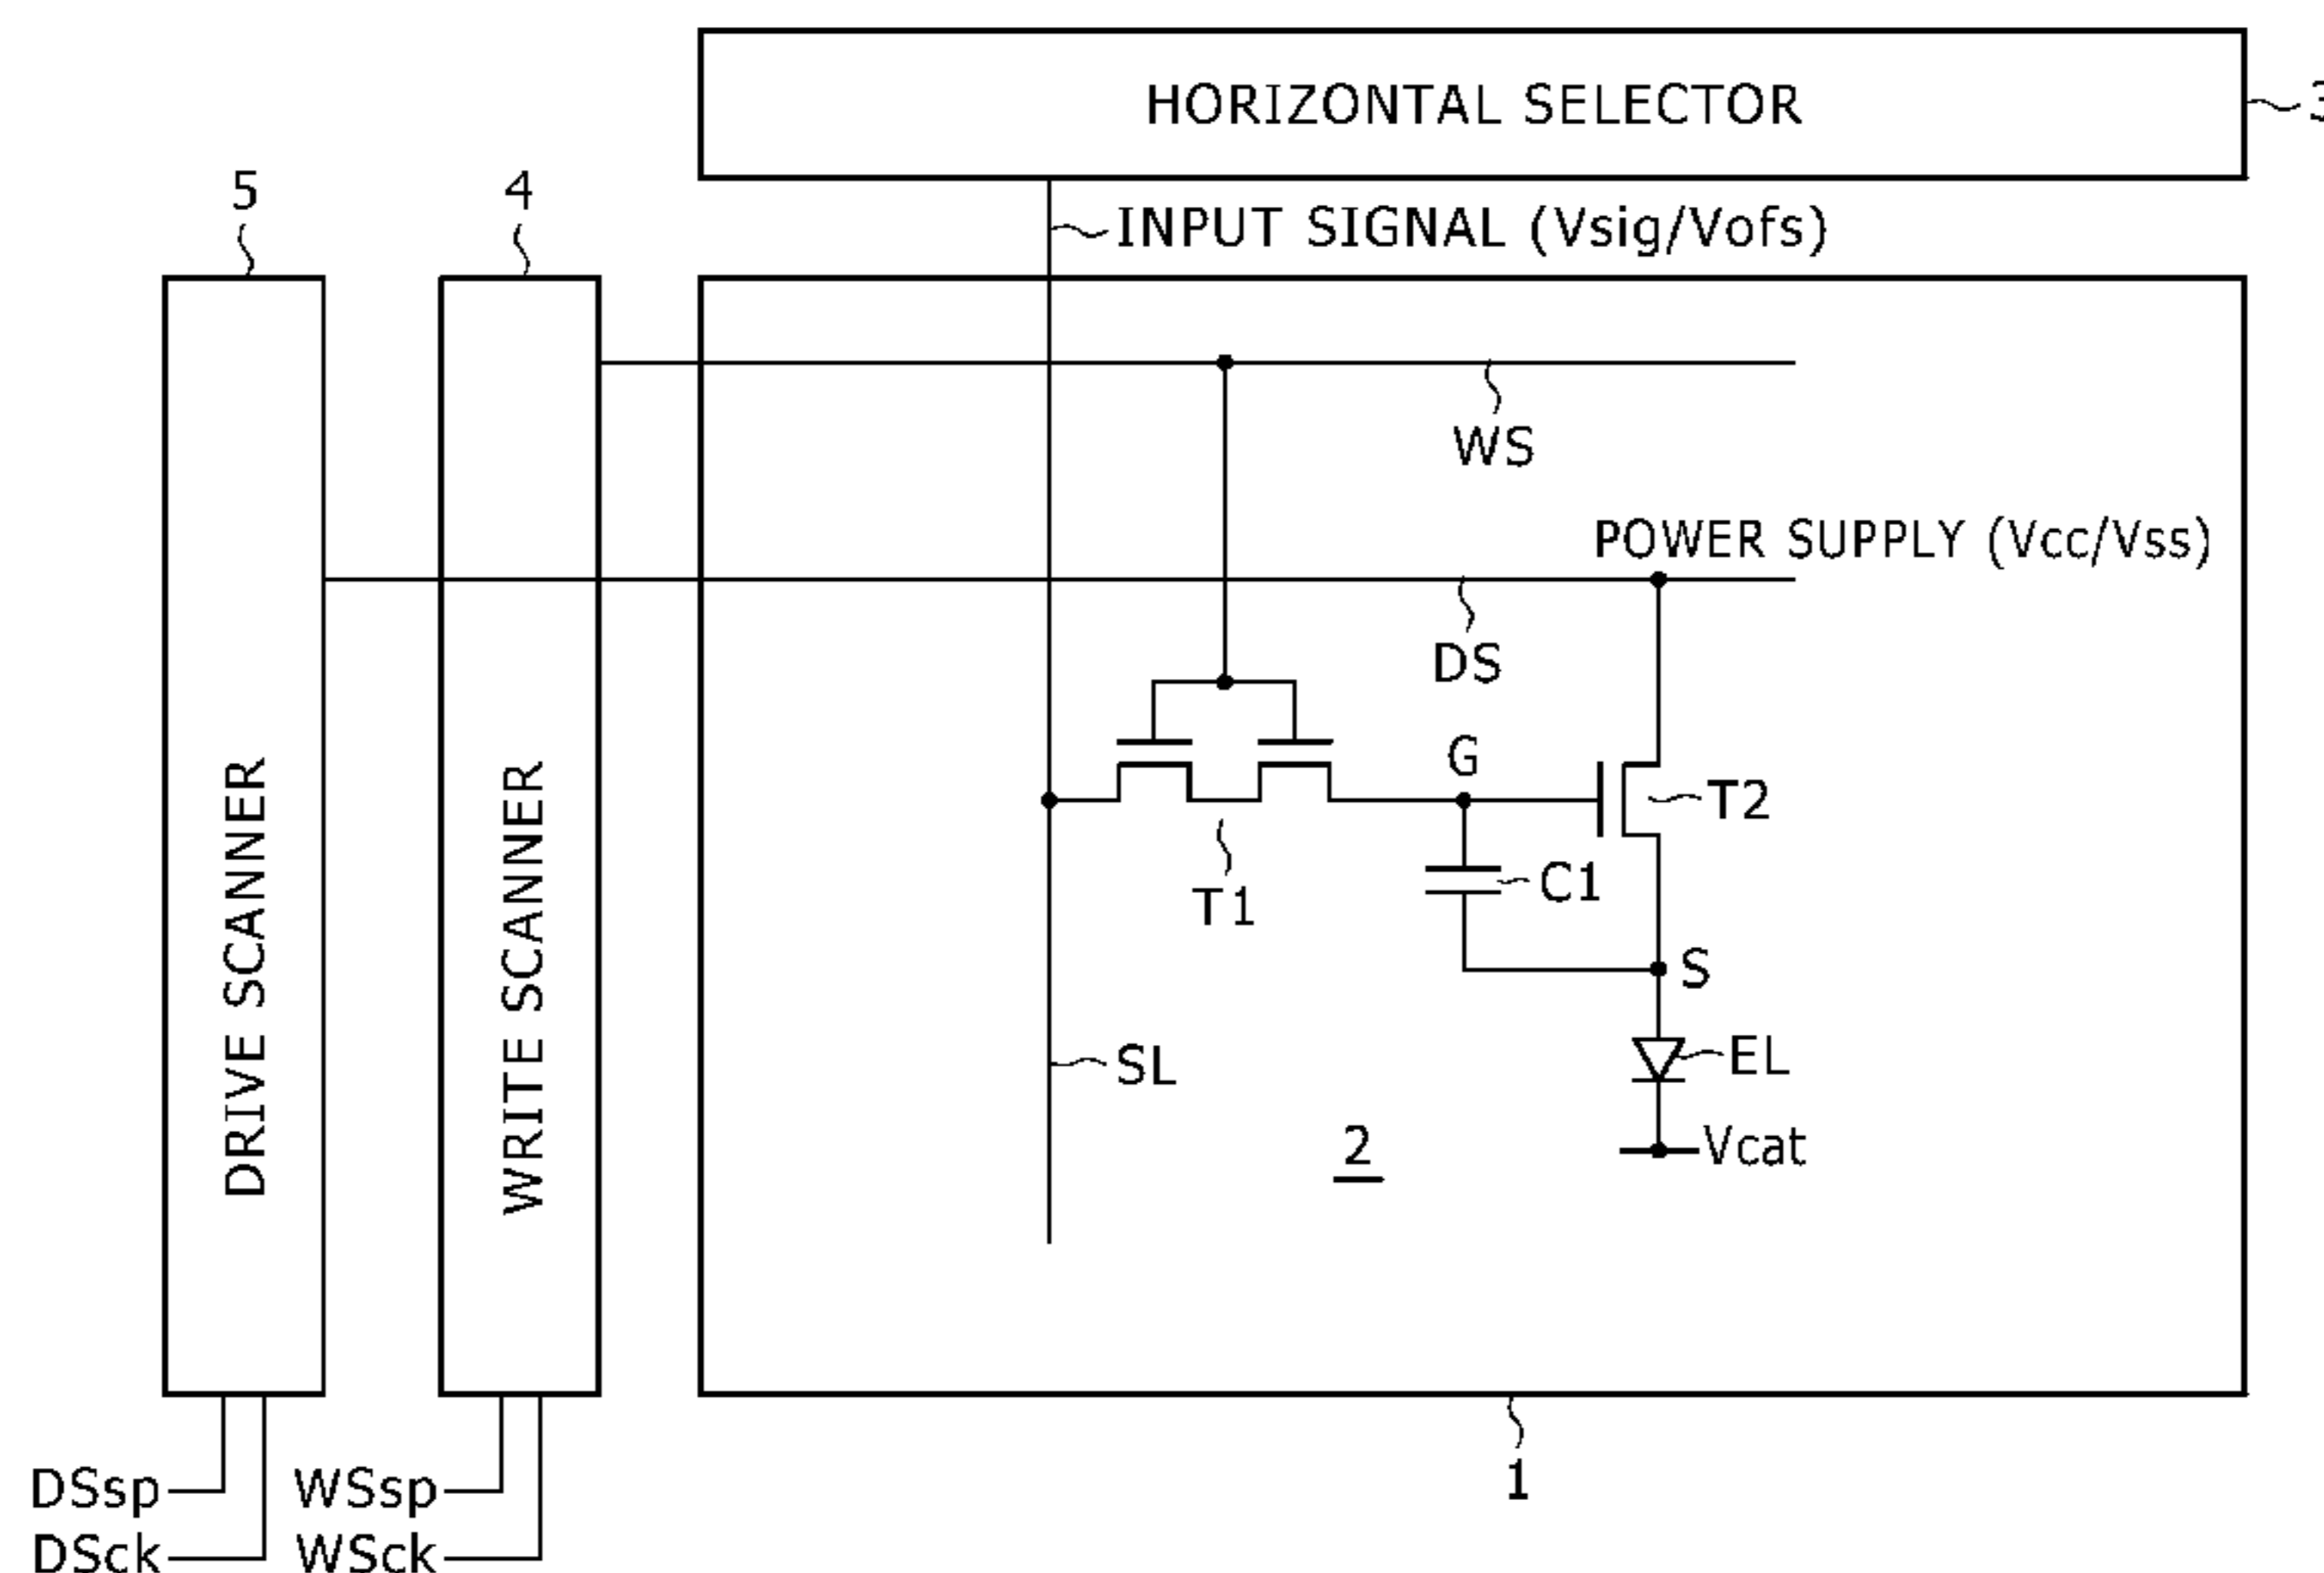 HORIZONTAL SELECTOR
3
5
4
INPUT SIGNAL (Vsig/Vofs)
WS
POWER SUPPLY (Vcc/Vss)
DS
G
T2
C1
T1
S
DRIVE SCANNER
WRITE SCANNER
SL
EL
2
Vcat
1
DSsp
WSsp
DSck
WSck